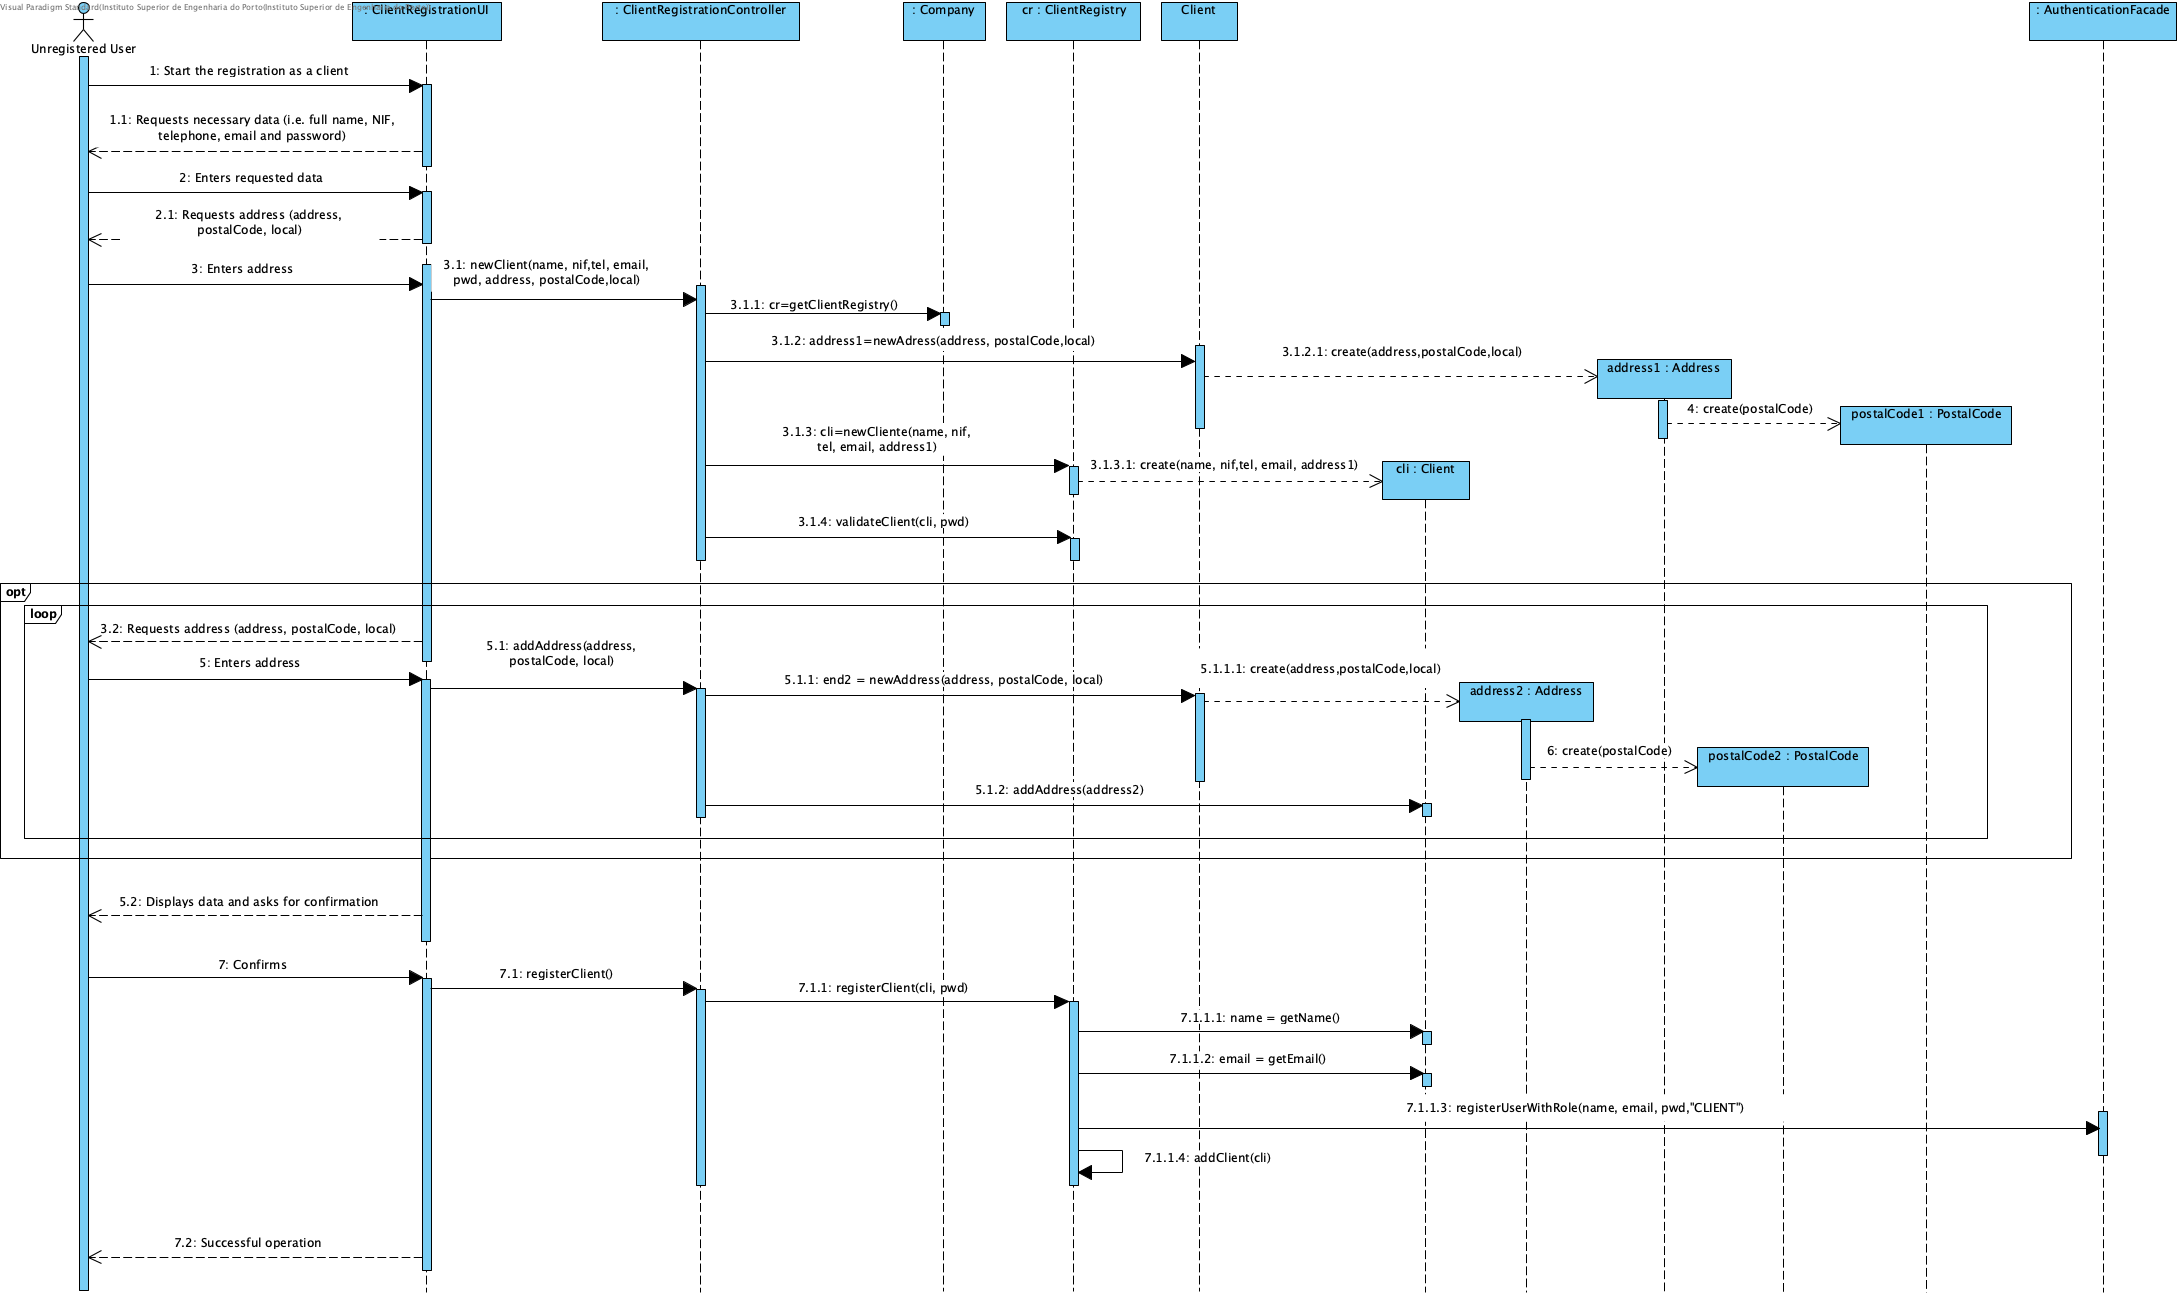 Visual Paradigm Standard(Instituto Superior de Engenharia do Porto(Instituto Superior de
: ClientRegistrationUI
: ClientRegistrationController
: Company
cr : ClientRegistry
Client
: AuthenticationFacade
Unregistered User
1: Start the registration as a client
1.1: Requests necessary data (i.e. full name, NIF,
telephone, email and password)
2: Enters requested data
2.1: Requests address (address,
postalCode, local)
3: Enters address
3.1: newClient(name, nif,tel, email,
pwd, address, postalCode,local)
3.1.1: cr=getClientRegistry()
3.1.2: address1=newAdress(address, postalCode,local)
3.1.2.1: create(address,postalCode,local)
address1 : Address
4: create(postalCode)
postalCode1 : PostalCode
3.1.3: cli=newCliente(name, nif,
tel, email, address1)
3.1.3.1: create(name, nif,tel, email, address1)
cli : Client
3.1.4: validateClient(cli, pwd)
opt
loop
3.2: Requests address (address, postalCode, local)
5: Enters address
5.1: addAddress(address,
postalCode, local)
5.1.1: end2 = newAddress(address, postalCode, local)
5.1.1.1: create(address,postalCode,local)
address2 : Address
6: create(postalCode)
postalCode2 : PostalCode
5.1.2: addAddress(address2)
5.2: Displays data and asks for confirmation
7: Confirms
7.1: registerClient()
7.1.1: registerClient(cli, pwd)
7.1.1.1: name = getName()
7.1.1.2: email = getEmail()
7.1.1.3: registerUserWithRole(name, email, pwd,"CLIENT")
7.1.1.4: addClient(cli)
7.2: Successful operation